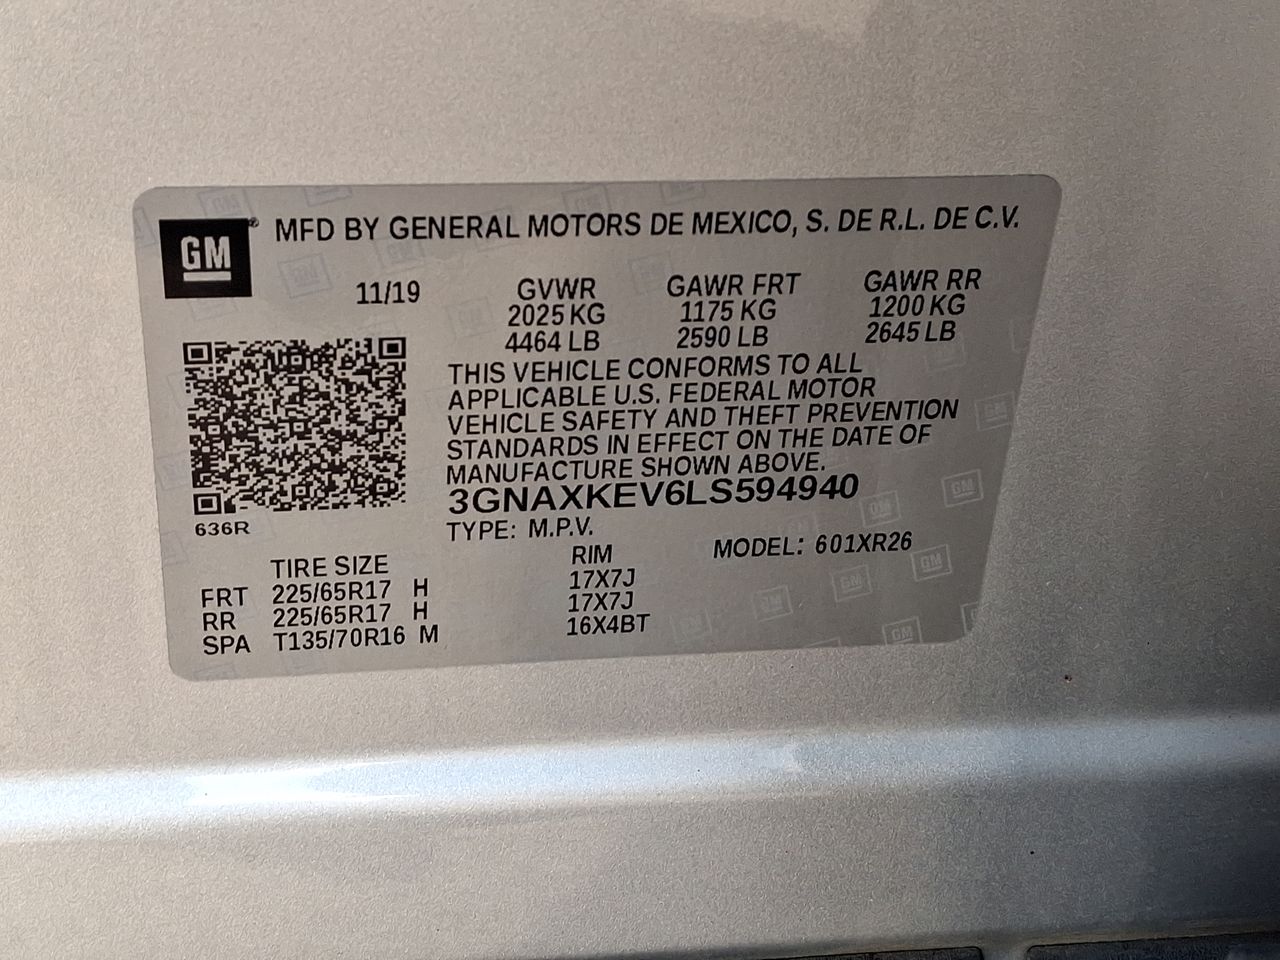 GM® MFD BY GENERAL MOTORS DE MEXICO, S. DE R.L. DE C.V.
11/19 GVWR GAWR FRT GAWR RR
2025 KG 1175 KG 1200 KG
4464 LB 2590 LB 2645 LB
THIS VEHICLE CONFORMS TO ALL
APPLICABLE U.S. FEDERAL MOTOR
VEHICLE SAFETY AND THEFT PREVENTION
STANDARDS IN EFFECT ON THE DATE OF
MANUFACTURE SHOWN ABOVE.
3GNAXKEV6LS594940
636R
TYPE: M.P.V. MODEL: 601XR26
TIRE SIZE RIM
FRT 225/65R17 H 17X7J
RR 225/65R17 H 17X7J
SPA T135/70R16 M 16X4BT